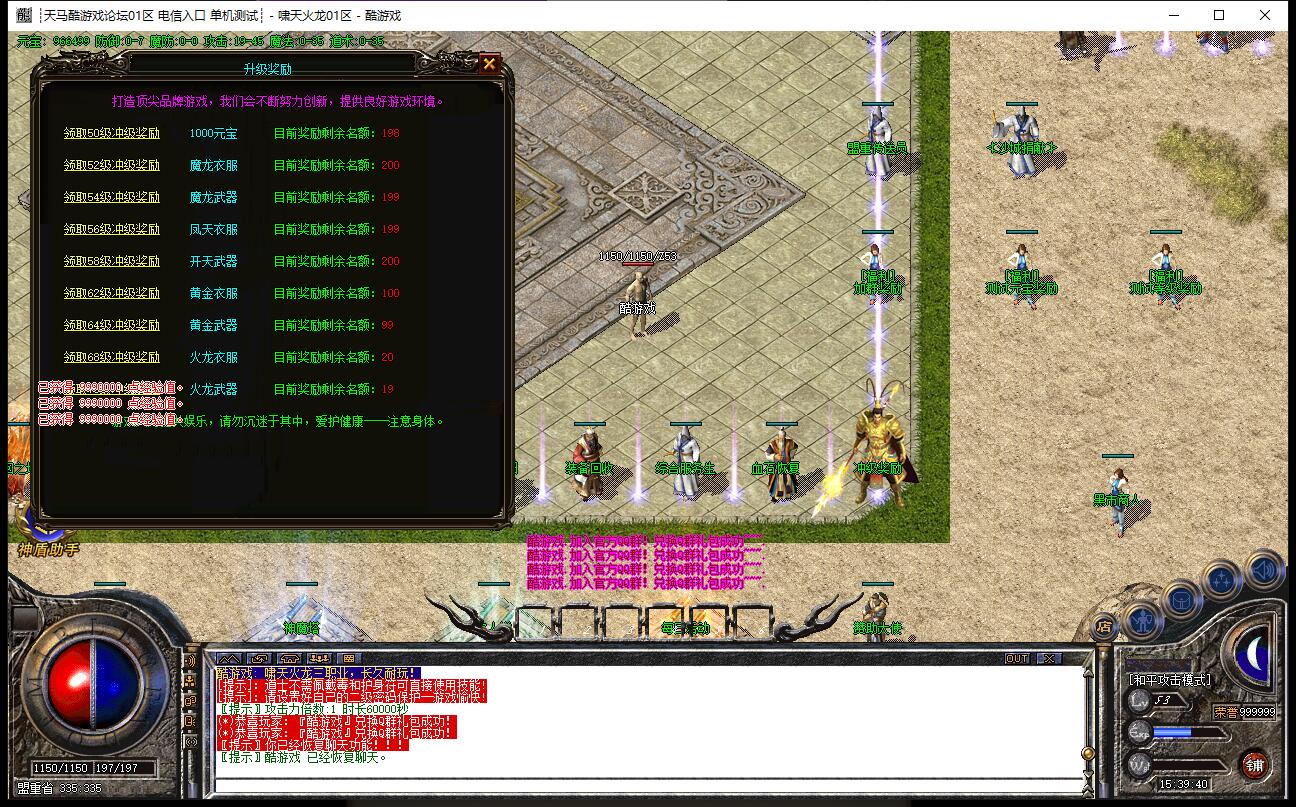 天马酷游戏论坛01区 电信入口 单机测试 - 啸天火龙01区 - 酷游戏
元宝: 966499 防御:0-7 魔防:0-0 攻击:19-45 魔法:0-35 道术:0-35
升级奖励
打造顶尖品牌游戏，我们会不断努力创新，提供良好游戏环境。
领取50级冲级奖励 1000元宝 目前奖励剩余名额: 198
领取52级冲级奖励 魔龙衣服 目前奖励剩余名额: 200
领取54级冲级奖励 魔龙武器 目前奖励剩余名额: 199
领取56级冲级奖励 凤天衣服 目前奖励剩余名额: 199
领取58级冲级奖励 开天武器 目前奖励剩余名额: 200
领取62级冲级奖励 黄金衣服 目前奖励剩余名额: 100
领取64级冲级奖励 黄金武器 目前奖励剩余名额: 99
领取68级冲级奖励 火龙衣服 目前奖励剩余名额: 20
火龙武器 目前奖励剩余名额: 19
已获得 9990000 点经验值。
已获得 9990000 点经验值。
已获得 9990000 点经验值。
娱乐，请勿沉迷于其中，爱护健康——注意身体。
盟重传送员
<沙城捐献>
1150/1150/Z53
酷游戏
[福利]
加群奖励
[福利]
测试元宝奖励
[福利]
测试等级奖励
装备回收
综合服务生
血石恢复
冲级奖励
黑市商人
神盾助手
酷游戏.加入官方QQ群! 兑换Q群礼包成功~~~
酷游戏.加入官方QQ群! 兑换Q群礼包成功~~~
酷游戏.加入官方QQ群! 兑换Q群礼包成功~~~
酷游戏.加入官方QQ群! 兑换Q群礼包成功~~~
神魔塔
每日活动
赞助大使
店
OUT
酷游戏: 啸天火龙三职业，长久耐玩!
[提示]: 道士不需佩戴毒和护身符可直接使用技能!
[提示]: 请设置好自己的二级密码保护—游戏愉快!
〖提示〗攻击力倍数:1 时长60000秒
(*)恭喜玩家: 『酷游戏』兑换Q群礼包成功!
(*)恭喜玩家: 『酷游戏』兑换Q群礼包成功!
[提示]你已经恢复聊天功能!!!
〖提示〗酷游戏 已经恢复聊天。
[和平攻击模式]
Lv 53
荣誉999999
Exp
Wt
铺
15:39:40
1150/1150 197/197
盟重省 335:335